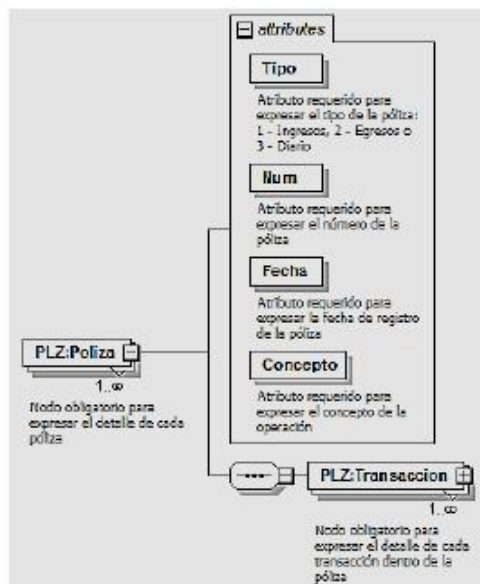 attributes
Tipo
Atributo requerido para
expresar el tipo de la póliza:
1 - Ingresos, 2 - Egresos o
3 - Diario
Num
Atributo requerido para
expresar el número de la
póliza
Fecha
Atributo requerido para
expresar la fecha de registro
de la póliza
Concepto
Atributo requerido para
expresar el concepto de la
operación
PLZ:Poliza
1..∞
Nodo obligatorio para
expresar el detalle de cada
póliza
PLZ:Transaccion
1..∞
Nodo obligatorio para
expresar el detalle de cada
transacción dentro de la
póliza